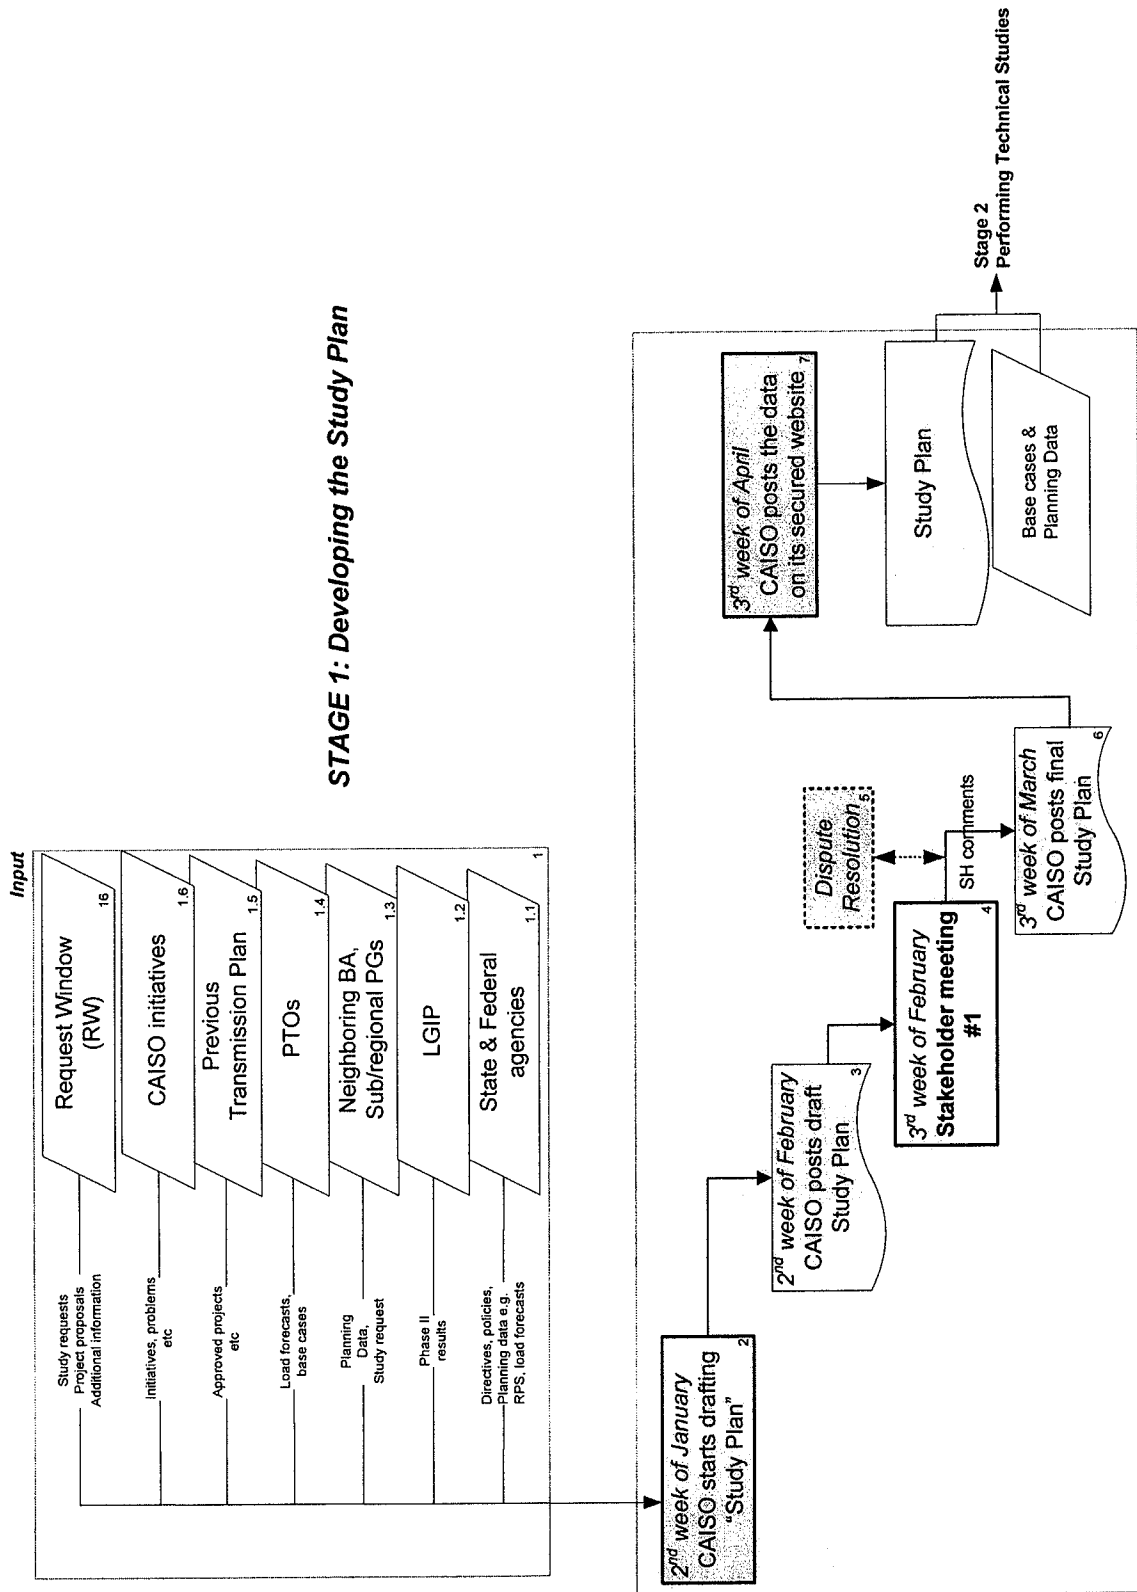 STAGE 1: Developing the Study Plan
Input
Study requests
Project proposals
Additional information
Request Window
(RW)
16
Initiatives, problems
etc
CAISO initiatives
1.6
Approved projects
etc
Previous
Transmission Plan
1.5
Load forecasts,
base cases
PTOs
1.4
Planning
Data,
Study request
Neighboring BA,
Sub/regional PGs
1.3
Phase II
results
LGIP
1.2
Directives, policies,
Planning data e.g.
RPS, load forecasts
State & Federal
agencies
1.1
1
2nd week of January
CAISO starts drafting
"Study Plan"
2
2nd week of February
CAISO posts draft
Study Plan
3
3rd week of February
Stakeholder meeting
#1
4
Dispute
Resolution
5
SH comments
3rd week of March
CAISO posts final
Study Plan
6
3rd week of April
CAISO posts the data
on its secured website
7
Study Plan
Base cases &
Planning Data
Stage 2
Performing Technical Studies